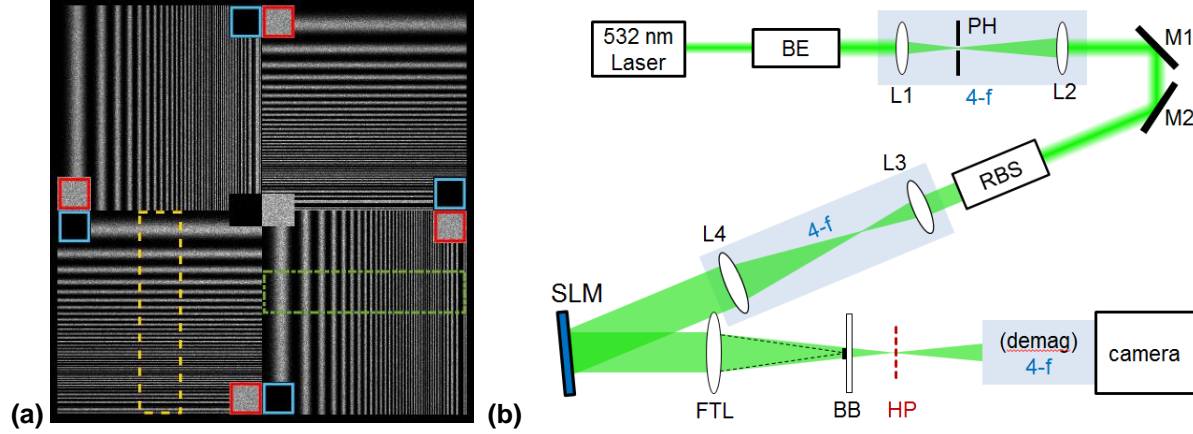 532 nm
Laser
BE
PH
L1
4-f
L2
M1
M2
RBS
L3
4-f
L4
SLM
FTL
BB
HP
(demag)
4-f
camera
(a)
(b)